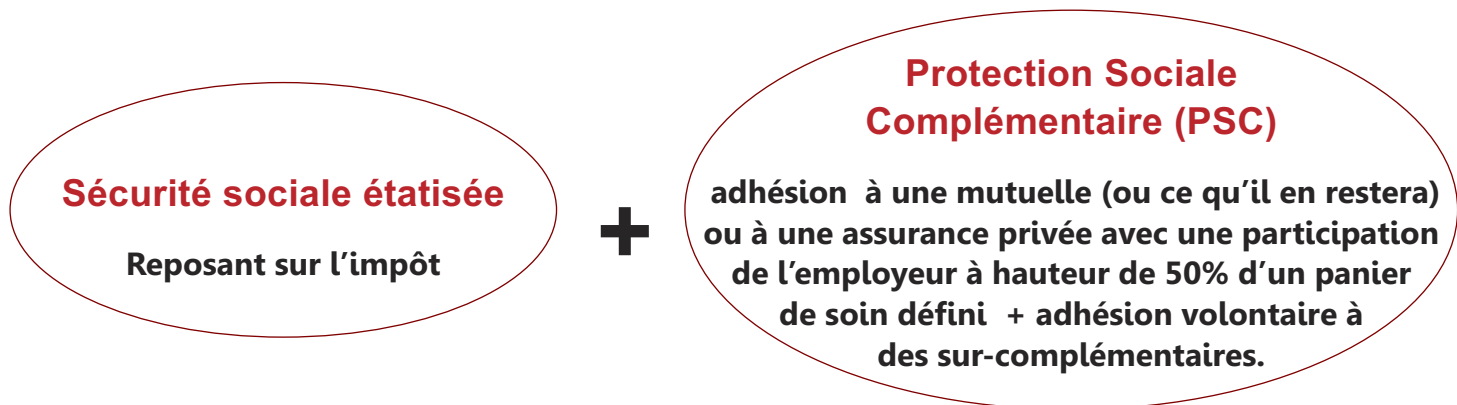 Sécurité sociale étatisée
Reposant sur l’impôt
+
Protection Sociale
Complémentaire (PSC)
adhésion à une mutuelle (ou ce qu’il en restera)
ou à une assurance privée avec une participation
de l’employeur à hauteur de 50% d’un panier
de soin défini + adhésion volontaire à
des sur-complémentaires.